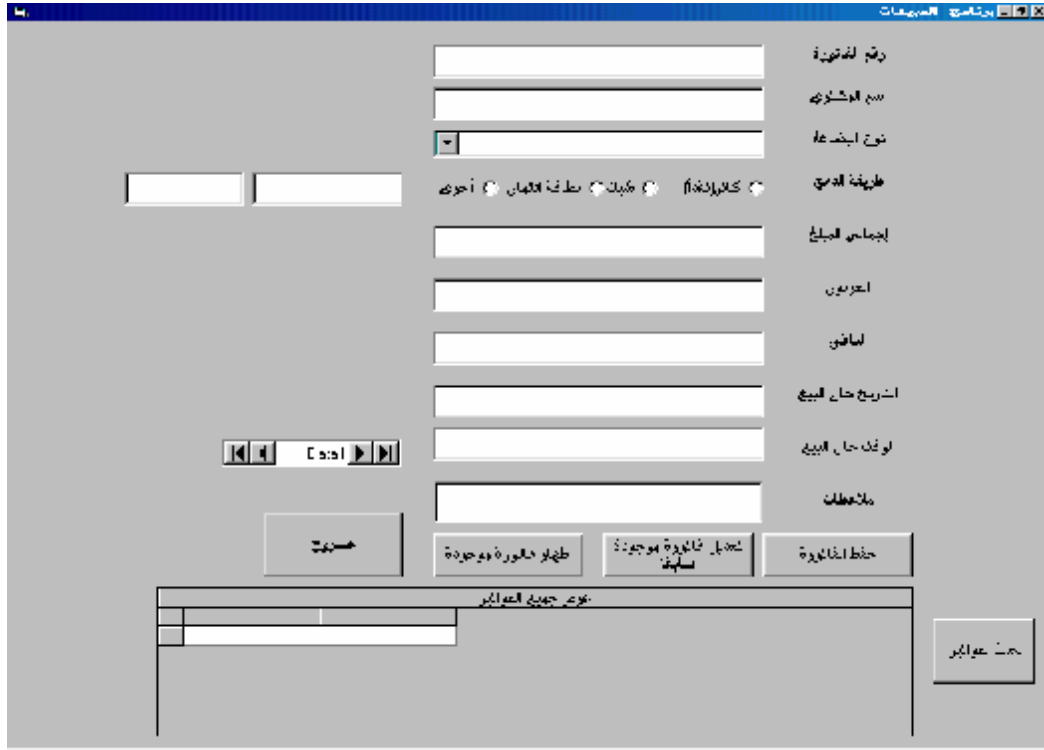 برنامج المبيعات
رقم الفاتورة
اسم المشتري
نوع البضاعة
طريقة الدفع
كاش(نقدا) شيك بطاقة ائتمان أخرى
إجمالي المبلغ
العربون
الباقي
التاريخ حال البيع
الوقت حال البيع
Data1
ملاحظات
حفظ الفاتورة
تعديل فاتورة موجودة سابقا
إظهار فاتورة موجودة
خروج
عرض جميع الفواتير
بحث الفواتير